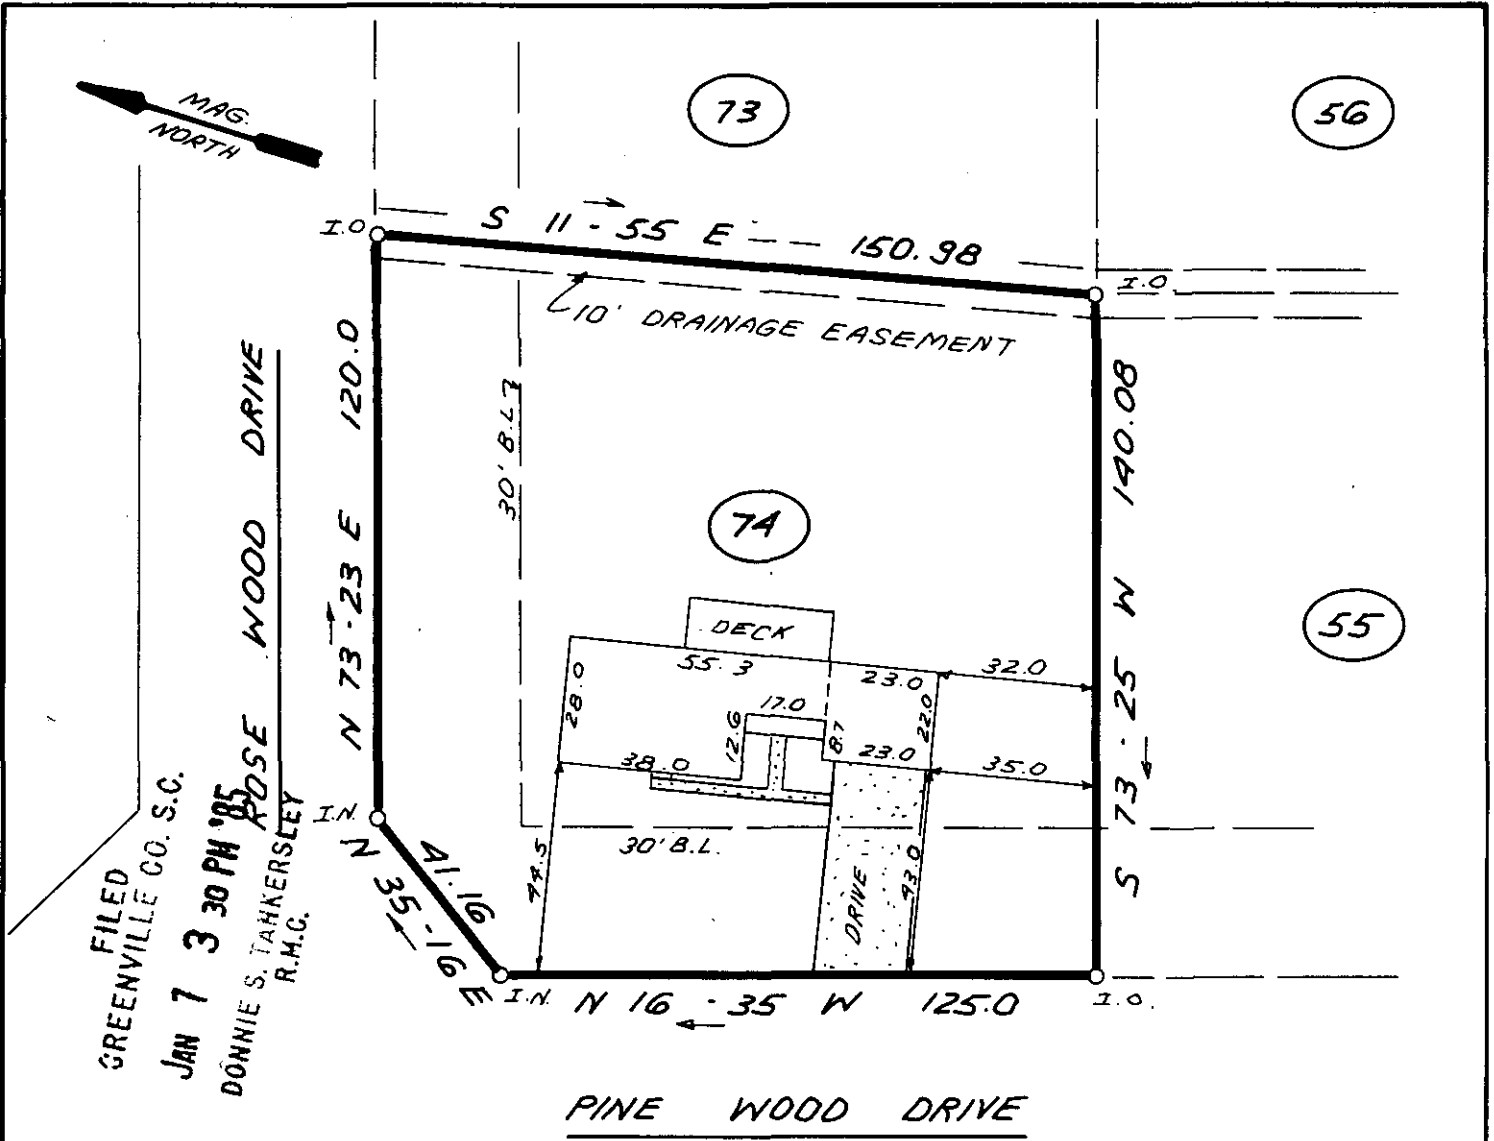 73
56
MAG.
NORTH
I.O
S 11 - 55 E --- 150.98
I.O.
10' DRAINAGE EASEMENT
N 73-23 E 120.0
ROSE WOOD DRIVE
30' B.L.
S 73-25 W 140.08
74
55
DECK
55.3
23.0
32.0
28.0
17.0
12.6
8.7
22.0
38.0
23.0
35.0
I.N.
30' B.L.
44.5
DRIVE
43.0
41.16
N 35-16 E
I.N.
N 16 - 35 W 125.0
I.O.
FILED
GREENVILLE CO. S.C.
JAN 7 3 30 PM '85
DONNIE S. TANKERSLEY
R.M.C.
PINE WOOD DRIVE